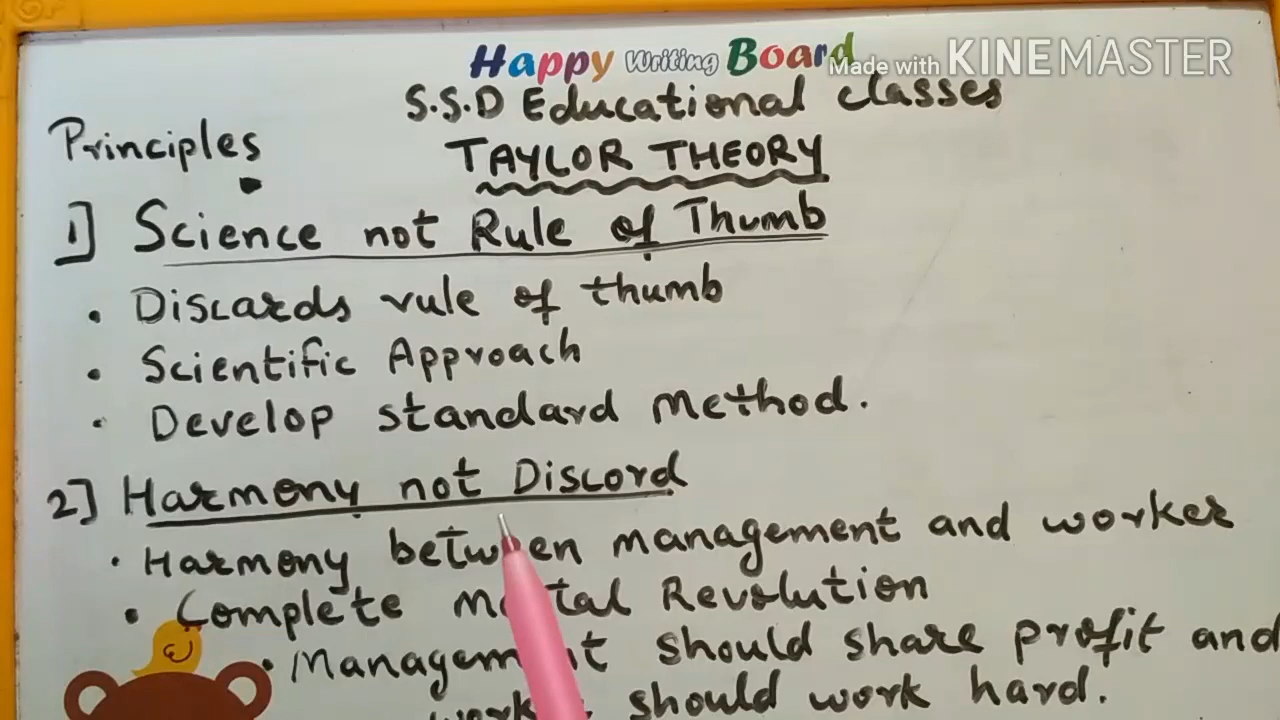 Happy Writing Board
Made with KINEMASTER
S.S.D Educational classes
Principles
TAYLOR THEORY
1] Science not Rule of Thumb
• Discards rule of thumb
• Scientific Approach
• Develop standard Method.
2] Harmony not Discord
• Harmony between management and worker
• Complete Mental Revolution
• Management should share profit and
should work hard.